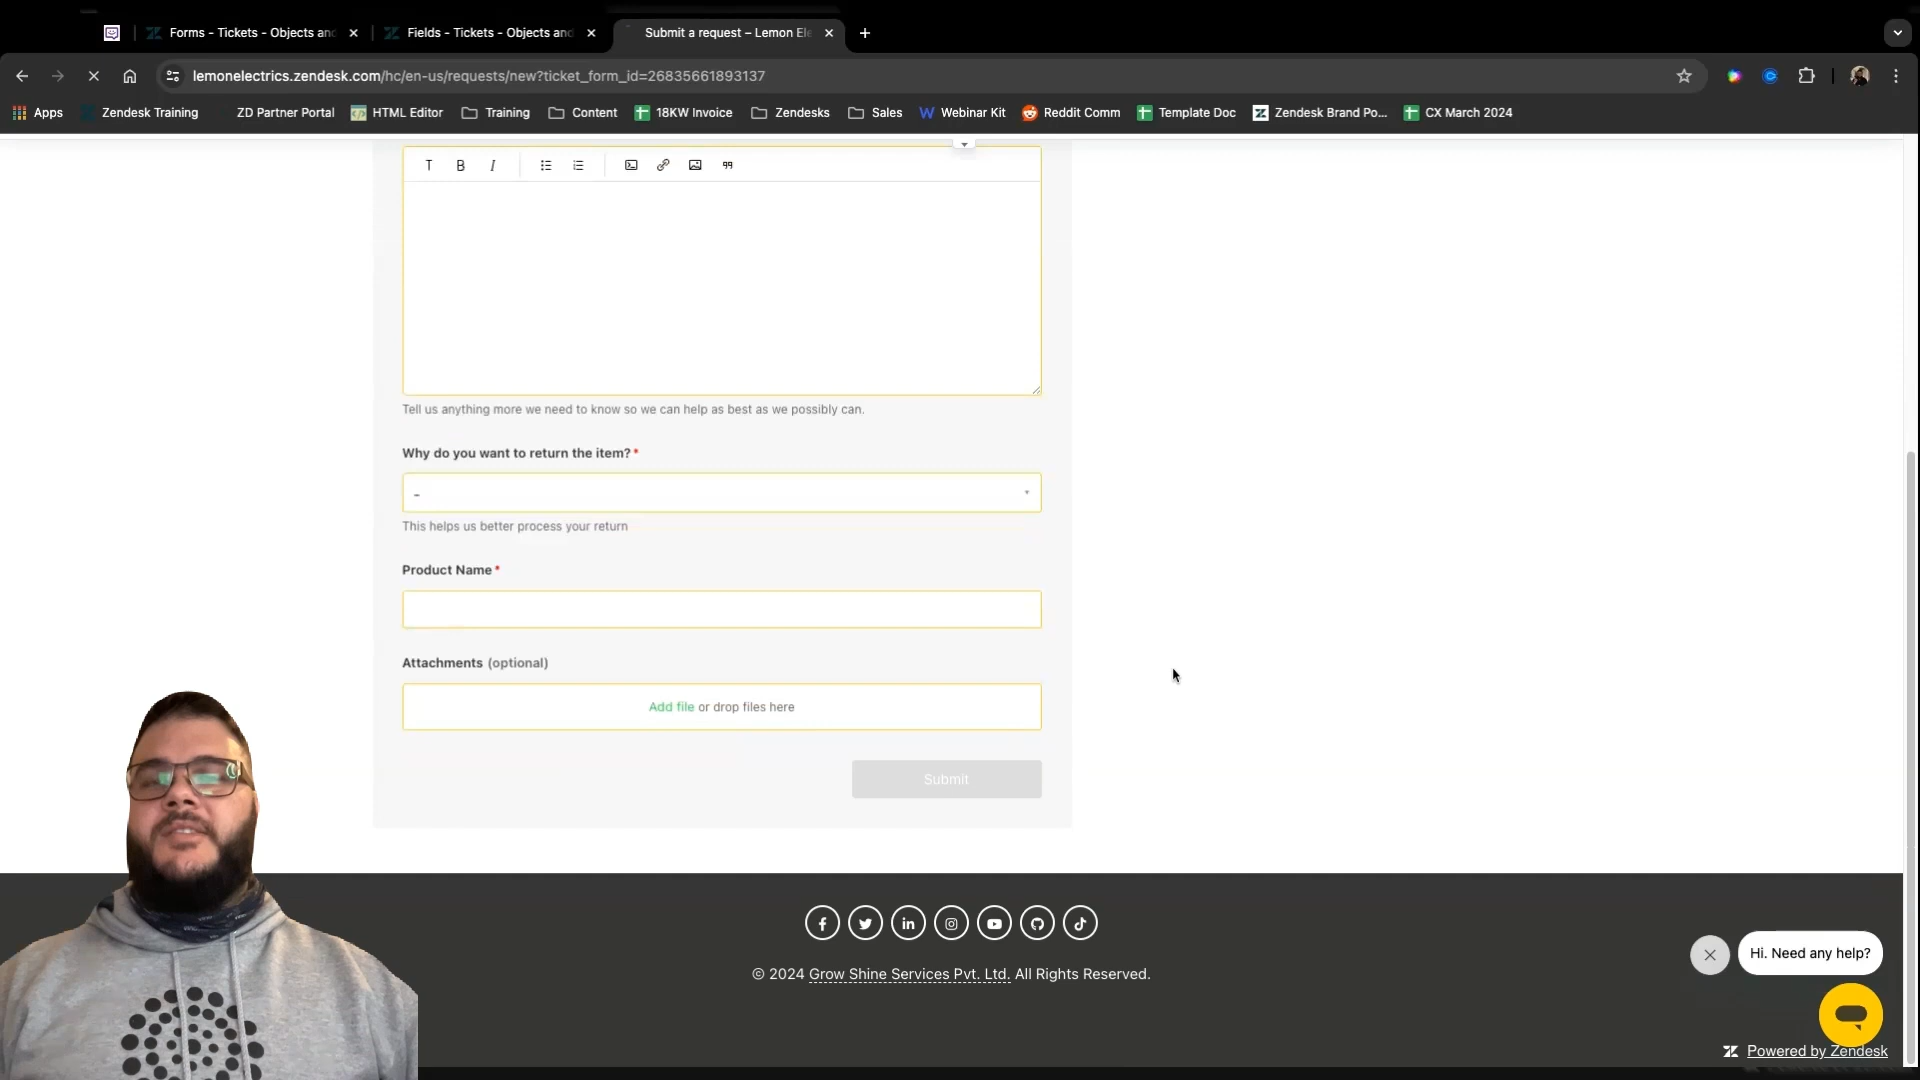 Forms - Tickets - Objects and
Fields - Tickets - Objects and
Submit a request – Lemon Ele
lemonelectrics.zendesk.com/hc/en-us/requests/new?ticket_form_id=26835661893137
Apps
Zendesk Training
ZD Partner Portal
HTML Editor
Training
Content
18KW Invoice
Zendesks
Sales
Webinar Kit
Reddit Comm
Template Doc
Zendesk Brand Po...
CX March 2024
T B I
Tell us anything more we need to know so we can help as best as we possibly can.
Why do you want to return the item?*
-
This helps us better process your return
Product Name*
Attachments (optional)
Add file or drop files here
Submit
© 2024 Grow Shine Services Pvt. Ltd. All Rights Reserved.
Hi. Need any help?
Powered by Zendesk